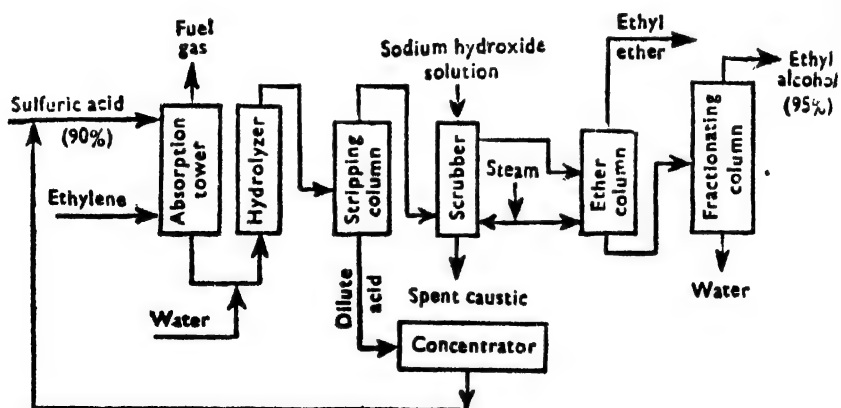 Fuel
gas
Sulfuric acid
(90%)
Ethylene
Absorption
tower
Water
Hydrolyzer
Stripping
column
Dilute
acid
Concentrator
Sodium hydroxide
solution
Scrubber
Spent caustic
Steam
Ethyl
ether
Ether
column
Fractionating
column
Ethyl
alcohol
(95%)
Water